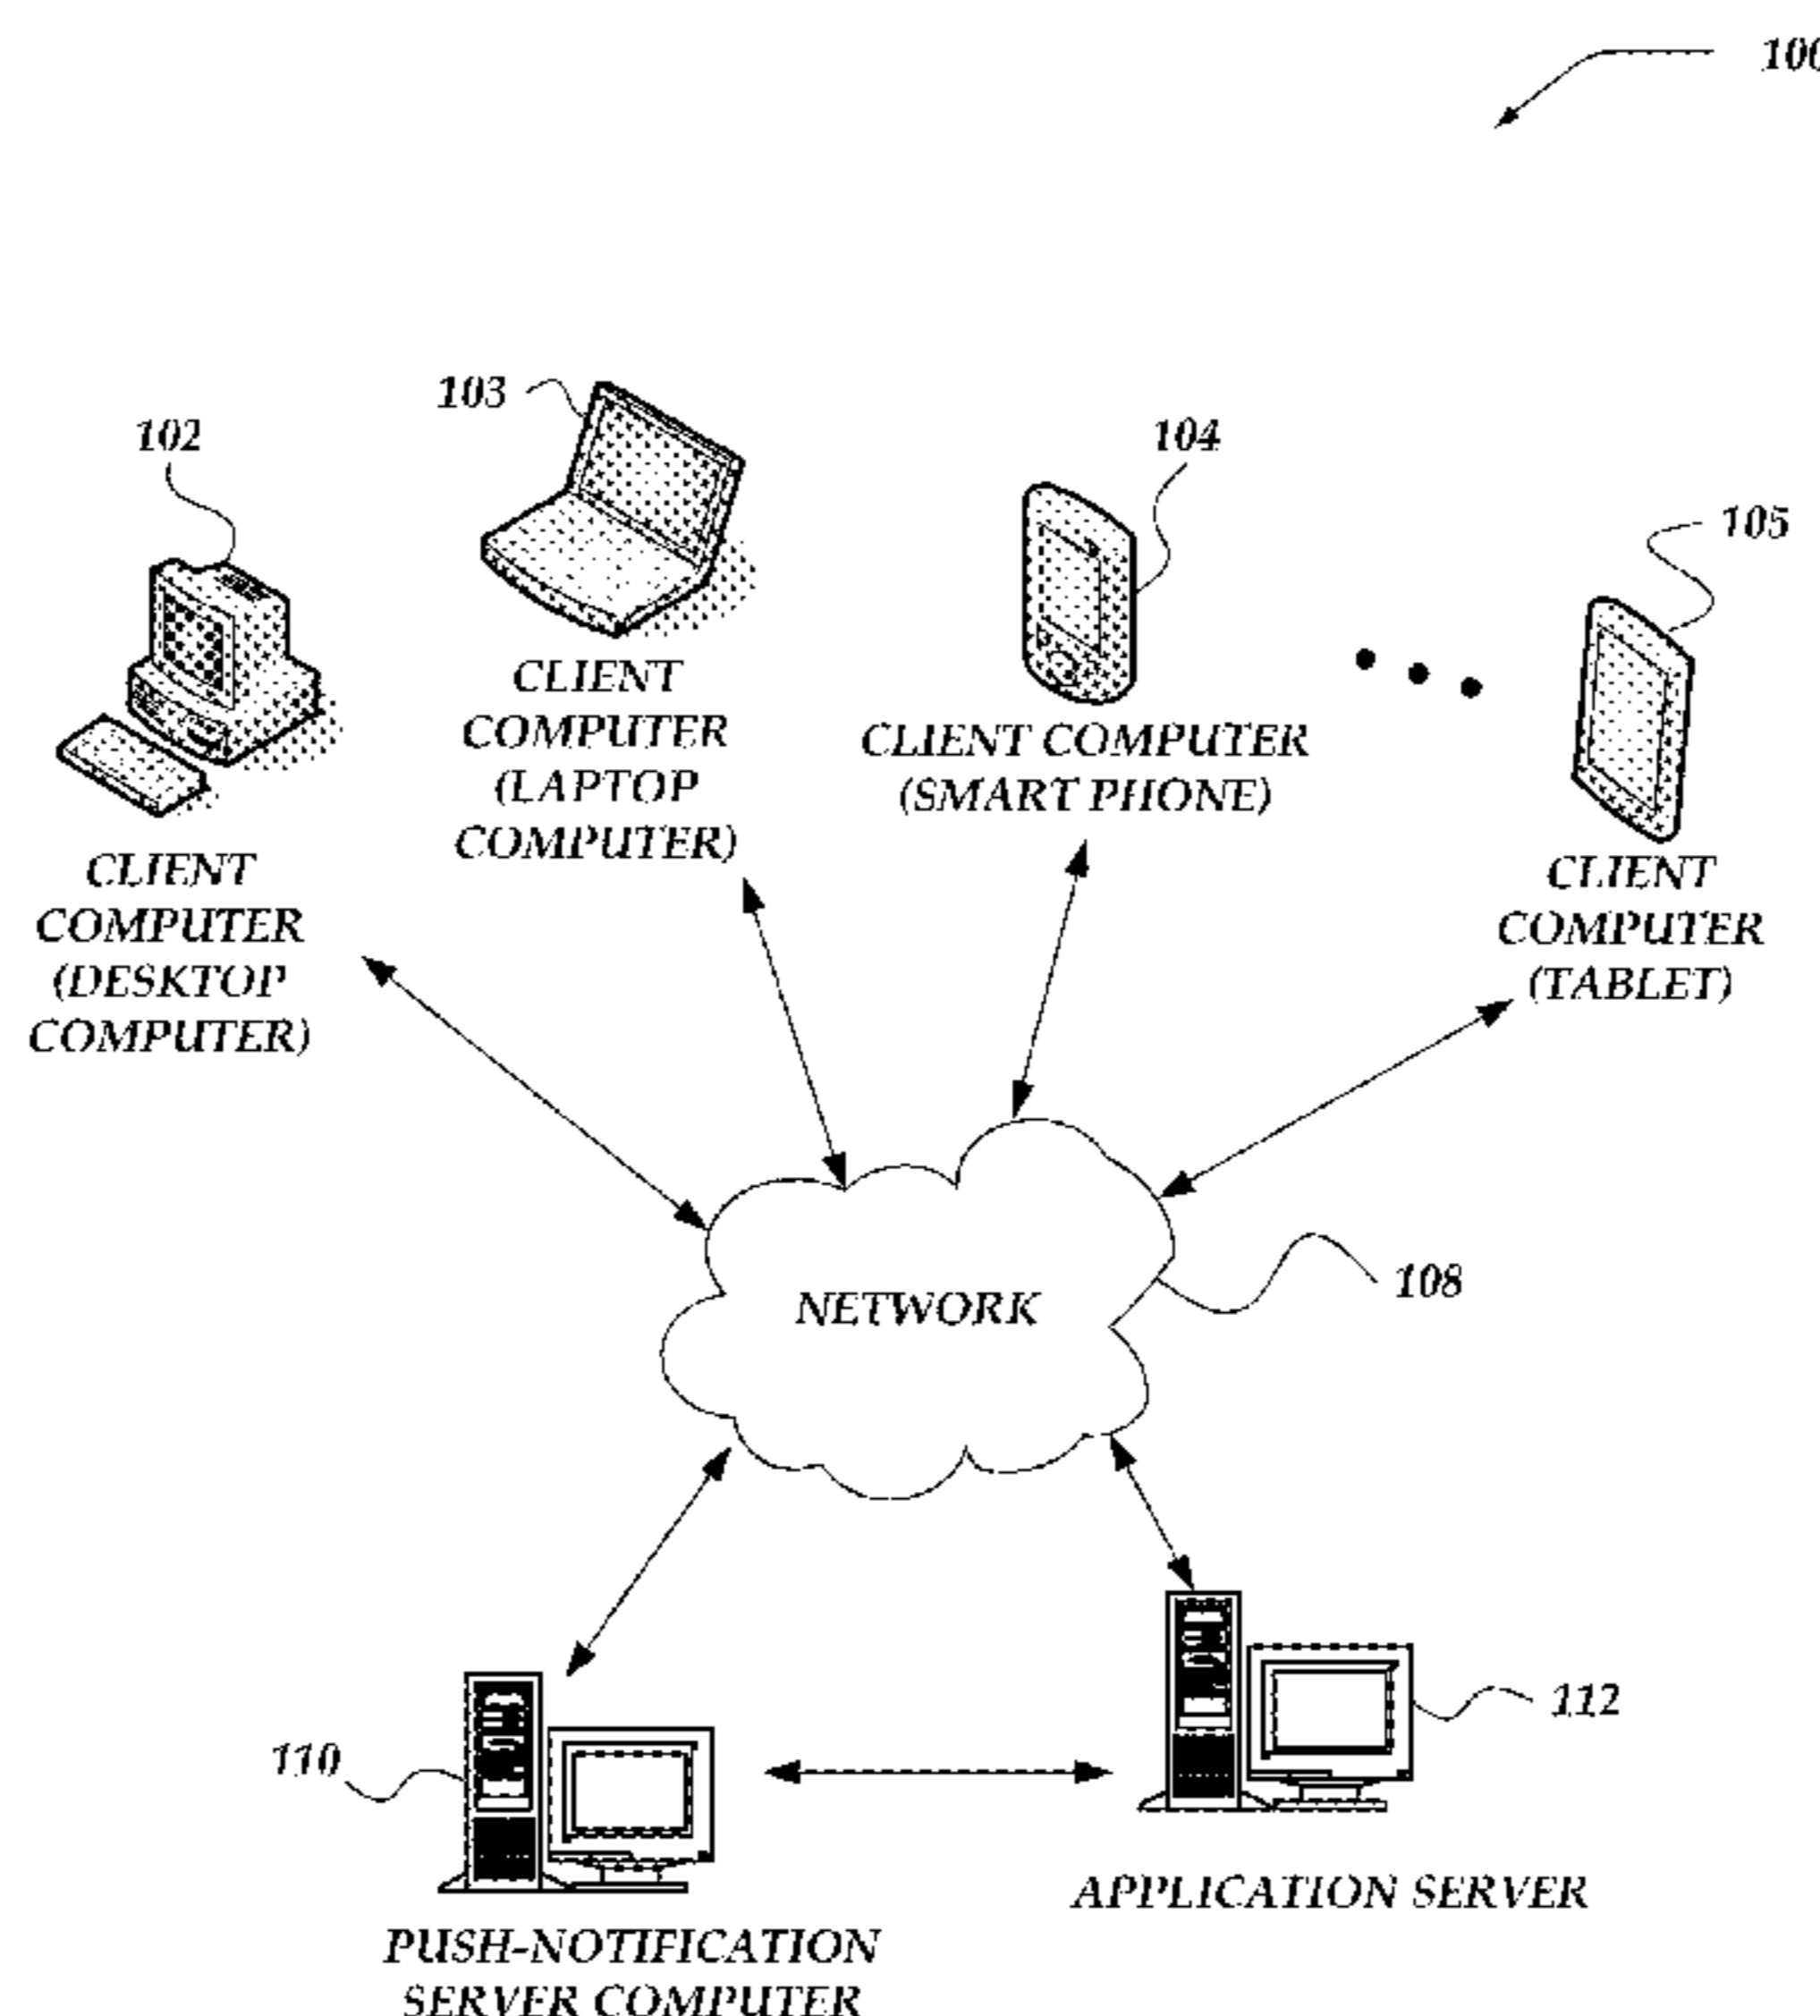 100
103
102
104
105
CLIENT
COMPUTER
(LAPTOP
COMPUTER)
CLIENT COMPUTER
(SMART PHONE)
CLIENT
COMPUTER
(DESKTOP
COMPUTER)
CLIENT
COMPUTER
(TABLET)
NETWORK
108
110
112
APPLICATION SERVER
PUSH-NOTIFICATION
SERVER COMPUTER